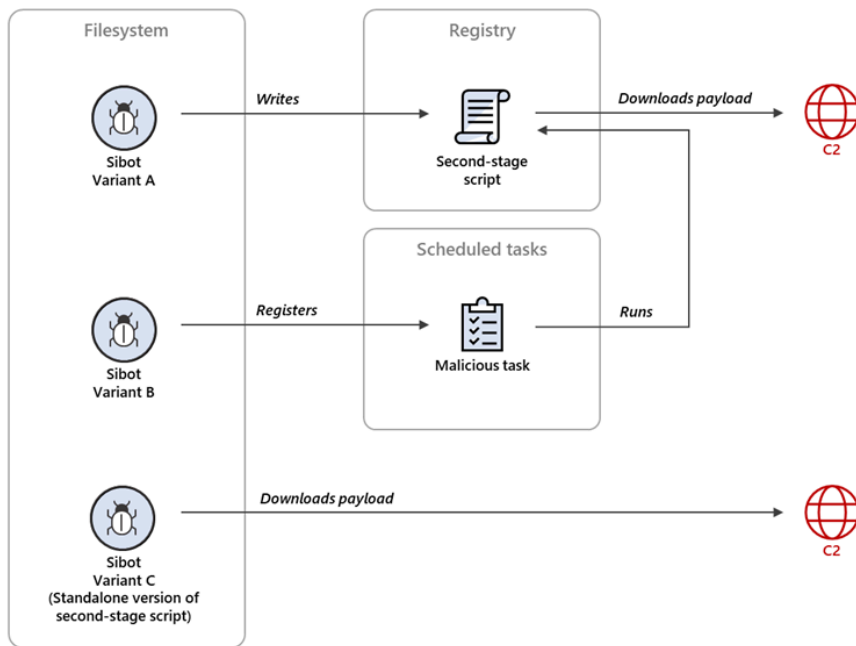 Filesystem
Registry
Sibot
Variant A
Writes
Second-stage
script
Downloads payload
C2
Scheduled tasks
Sibot
Variant B
Registers
Malicious task
Runs
Sibot
Variant C
(Standalone version of
second-stage script)
Downloads payload
C2